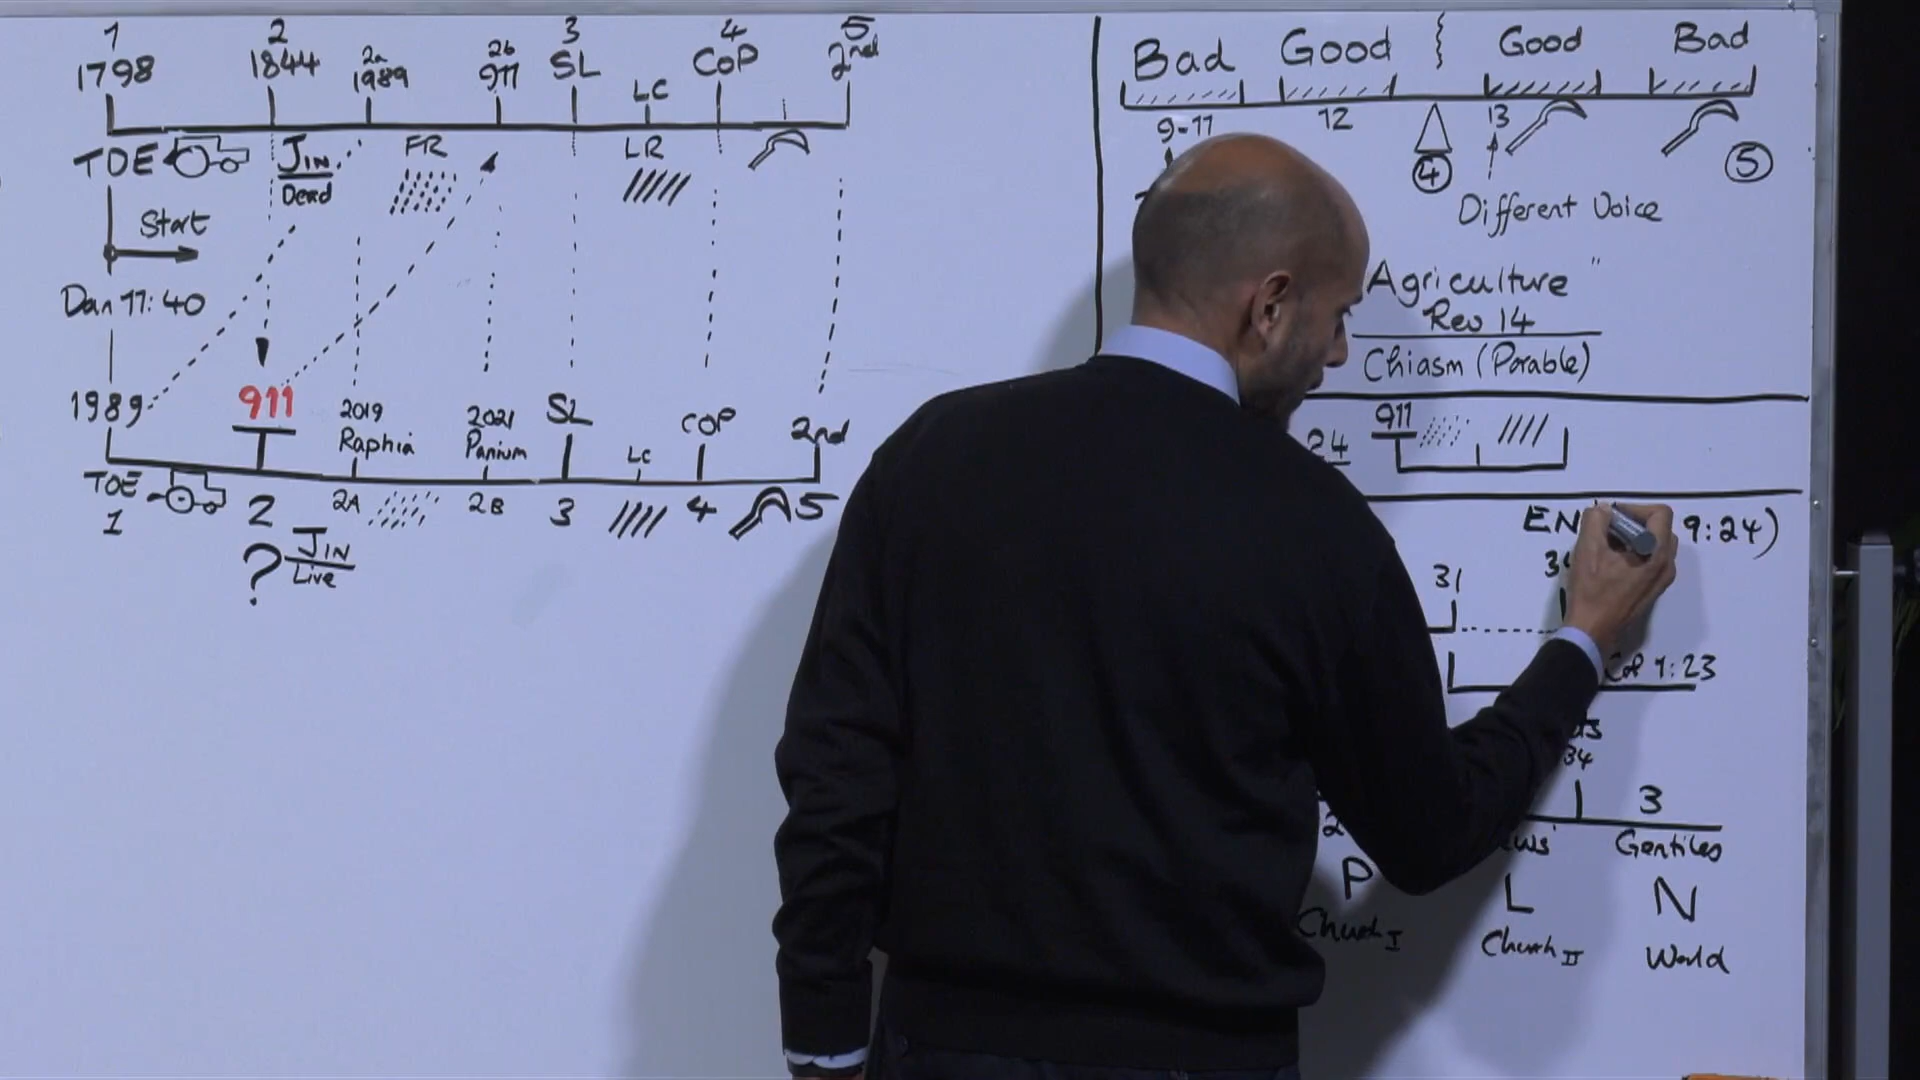 1 2 3 4 5
1798 1844 2a 1989 2b 911 SL LC CoP 2nd
TOE JIN FR LR
Dead
Start
Dan 11:40
1989 911 2019 2021 SL COP 2nd
Raphia Panium LC
TOE 2A 2B 3 4 5
1 2
? JIN
Live
Bad Good Good Bad
9-11 12 13
4 5
Different Voice
Agriculture"
Rev 14
Chiasm (Parable)
911
24
9:24)
31
1:23
34
3
Gentiles
P L N
Church I Church II World